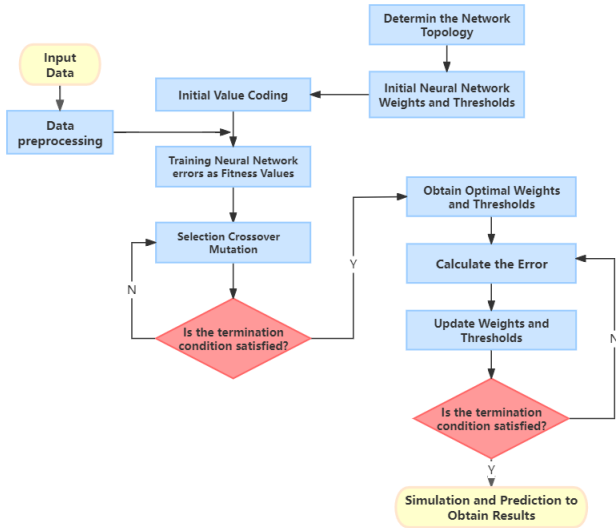 Determin the Network
Topology
Input
Data
Initial Value Coding
Initial Neural Network
Weights and Thresholds
Data
preprocessing
Training Neural Network
errors as Fitness Values
Obtain Optimal Weights
and Thresholds
Selection Crossover
Mutation
Y
Calculate the Error
N
Is the termination
condition satisfied?
Update Weights and
Thresholds
N
Is the termination
condition satisfied?
Y
Simulation and Prediction to
Obtain Results